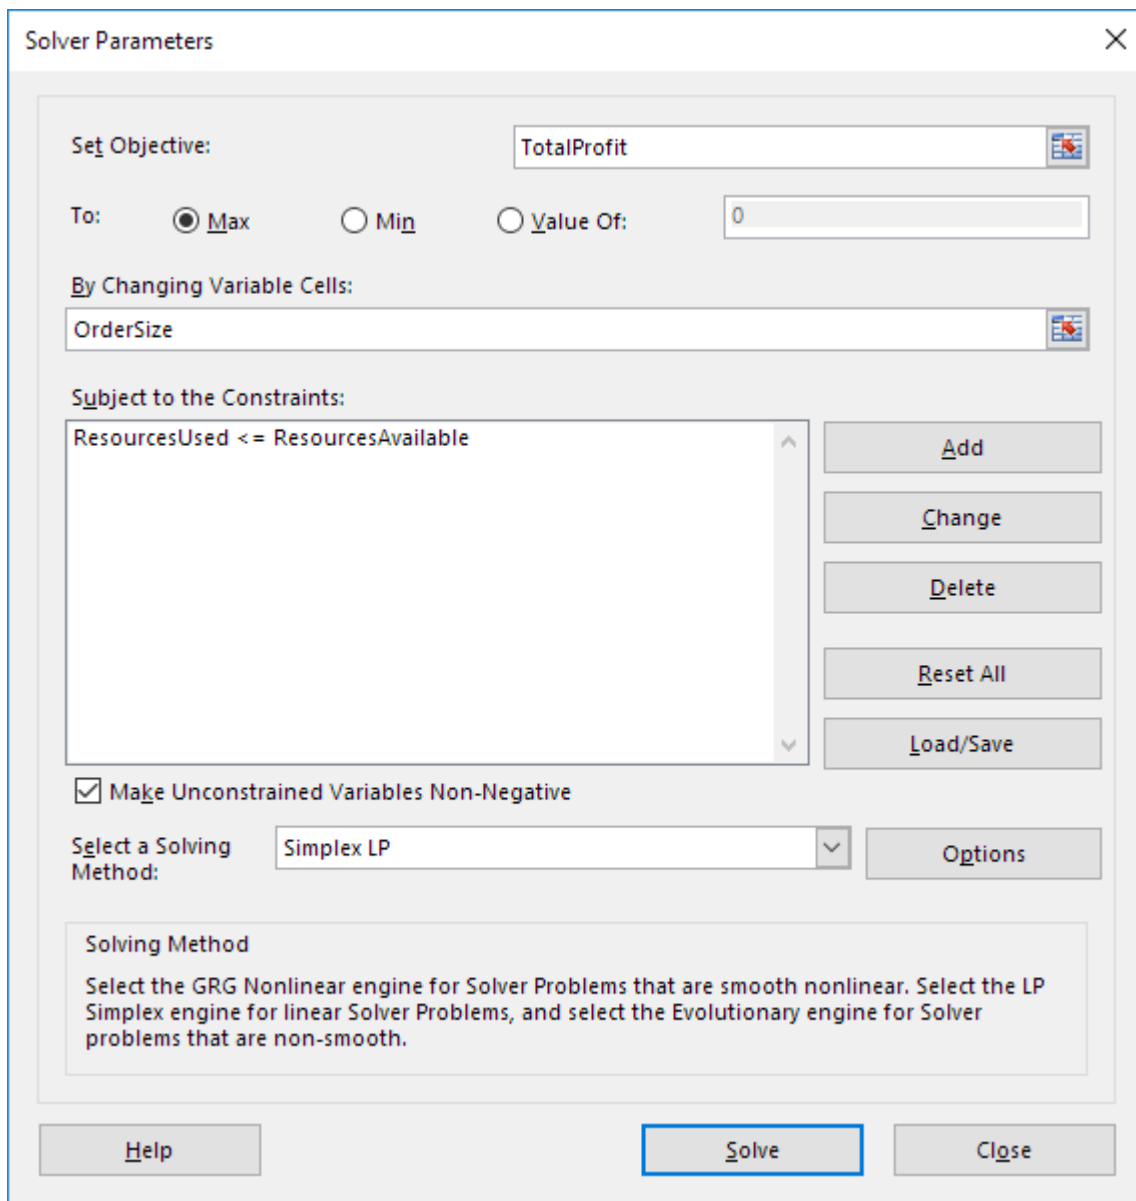 Solver Parameters
Set Objective:
TotalProfit
To:
Max
Min
Value Of:
0
By Changing Variable Cells:
OrderSize
Subject to the Constraints:
ResourcesUsed <= ResourcesAvailable
Add
Change
Delete
Reset All
Load/Save
Make Unconstrained Variables Non-Negative
Select a Solving
Method:
Simplex LP
Options
Solving Method
Select the GRG Nonlinear engine for Solver Problems that are smooth nonlinear. Select the LP
Simplex engine for linear Solver Problems, and select the Evolutionary engine for Solver
problems that are non-smooth.
Help
Solve
Close